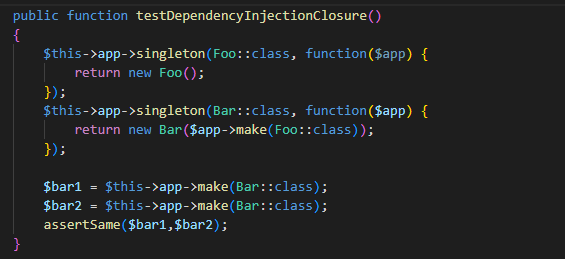 public function testDependencyInjectionClosure()
{
    $this->app->singleton(Foo::class, function($app) {
        return new Foo();
    });
    $this->app->singleton(Bar::class, function($app) {
        return new Bar($app->make(Foo::class));
    });

    $bar1 = $this->app->make(Bar::class);
    $bar2 = $this->app->make(Bar::class);
    assertSame($bar1,$bar2);
}